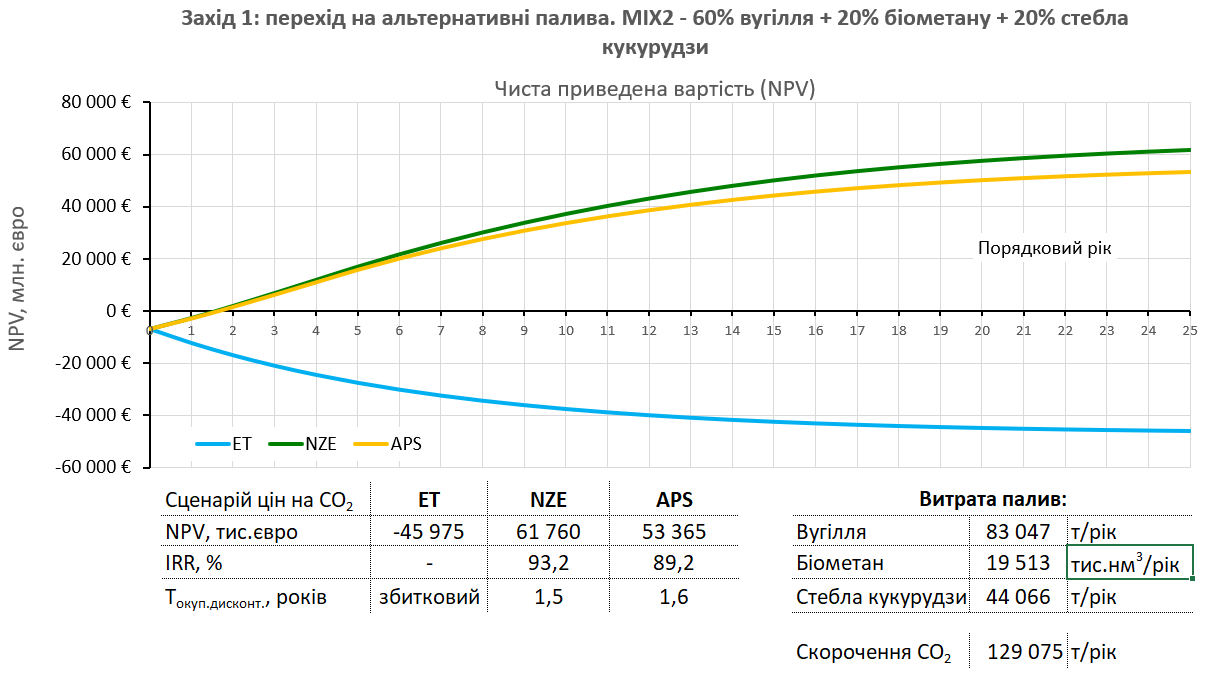 Захід 1: перехід на альтернативні палива. MIX2 - 60% вугілля + 20% біометану + 20% стебла
кукурудзи
Чиста приведена вартість (NPV)
80 000 €
60 000 €
40 000 €
20 000 €
0 €
-20 000 €
-40 000 €
-60 000 €
NPV, млн. євро
Порядковий рік
0 1 2 3 4 5 6 7 8 9 10 11 12 13 14 15 16 17 18 19 20 21 22 23 24 25
ET NZE APS
Сценарій цін на CO₂ ET NZE APS
NPV, тис.євро -45 975 61 760 53 365
IRR, % - 93,2 89,2
Tокуп.дисконт., років збитковий 1,5 1,6
Витрата палив:
Вугілля 83 047 т/рік
Біометан 19 513 тис.нм³/рік
Стебла кукурудзи 44 066 т/рік
Скорочення CO₂ 129 075 т/рік